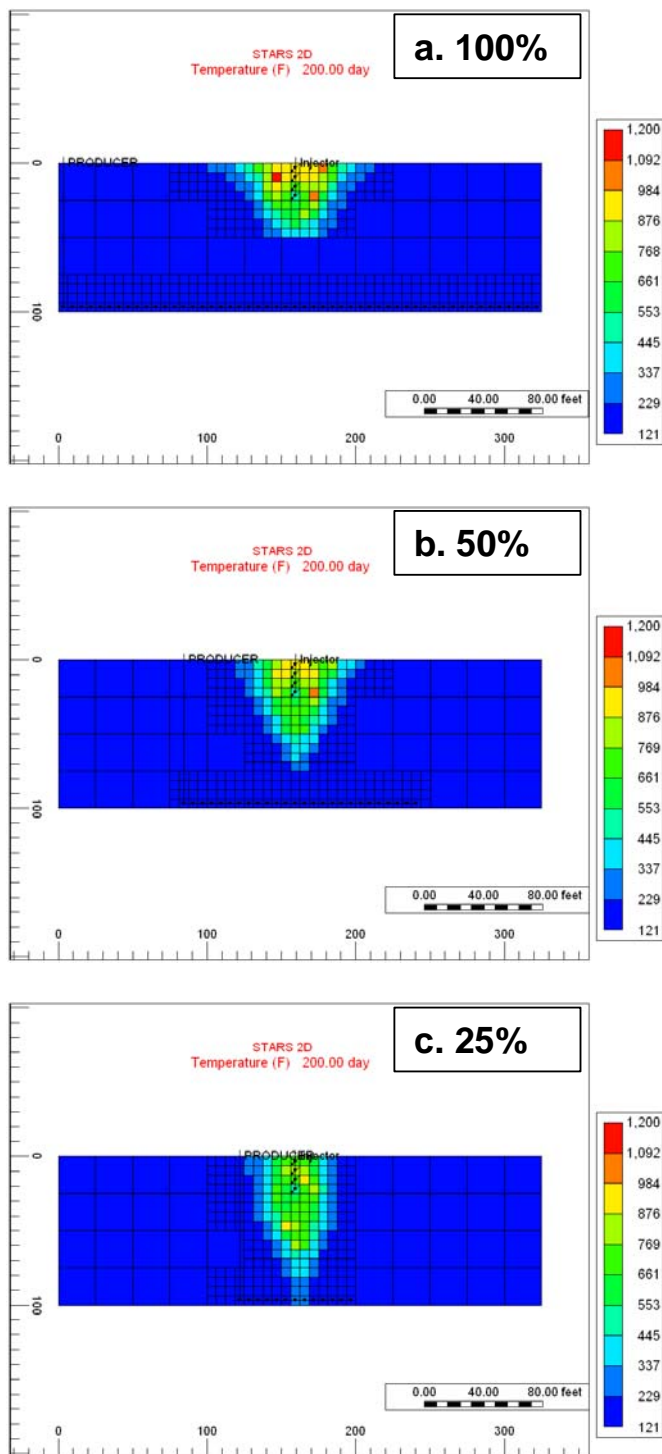 a. 100%
STARS 2D
Temperature (F) 200.00 day
PRODUCER Injector
0
100
0 100 200 300
0.00 40.00 80.00 feet
1,200
1,092
984
876
769
661
553
445
337
229
121
b. 50%
STARS 2D
Temperature (F) 200.00 day
PRODUCER Injector
0
100
0 100 200 300
0.00 40.00 80.00 feet
1,200
1,092
984
876
769
661
553
445
337
229
121
c. 25%
STARS 2D
Temperature (F) 200.00 day
PRODUCER
0
100
0 100 200 300
0.00 40.00 80.00 feet
1,200
1,092
984
876
769
661
553
445
337
229
121